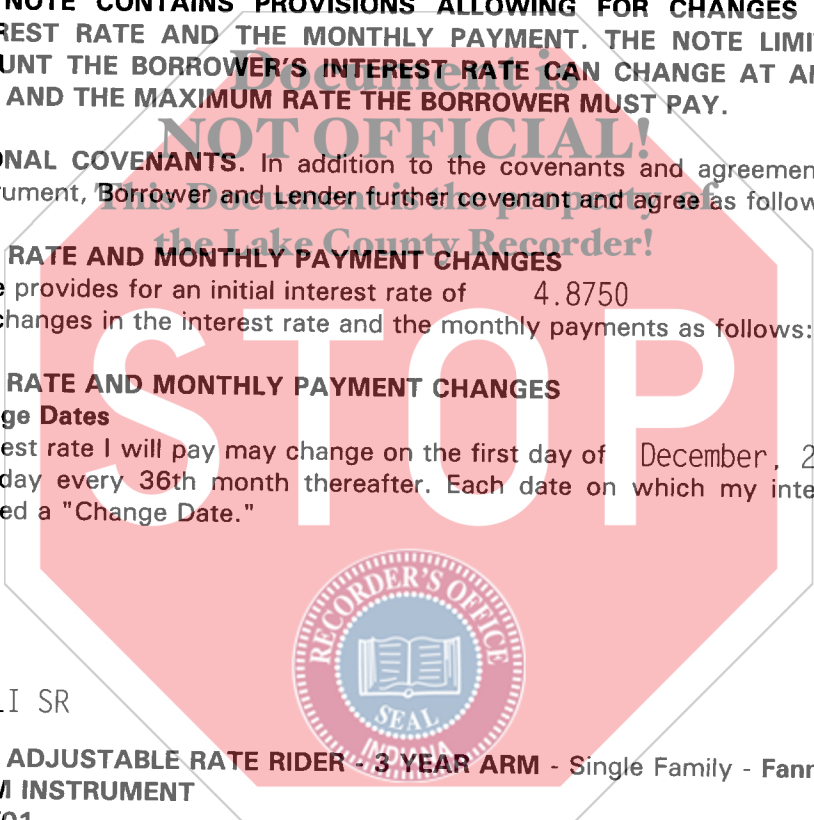 NOTE CONTAINS PROVISIONS ALLOWING FOR CHANGES
REST RATE AND THE MONTHLY PAYMENT. THE NOTE LIMI
UNT THE BORROWER'S INTEREST RATE CAN CHANGE AT A
AND THE MAXIMUM RATE THE BORROWER MUST PAY.
Document is
NOT OFFICIAL!
This Document is the property of
the Lake County Recorder!
ONAL COVENANTS. In addition to the covenants and agreemen
rument, Borrower and Lender further covenant and agree as follow
RATE AND MONTHLY PAYMENT CHANGES
e provides for an initial interest rate of 4.8750
changes in the interest rate and the monthly payments as follows:
RATE AND MONTHLY PAYMENT CHANGES
ge Dates
est rate I will pay may change on the first day of December, 2
day every 36th month thereafter. Each date on which my inte
ed a "Change Date."
STOP
RECORDER'S OFFICE
SEAL
INDIANA
LI SR
ADJUSTABLE RATE RIDER - 3 YEAR ARM - Single Family - Fann
M INSTRUMENT